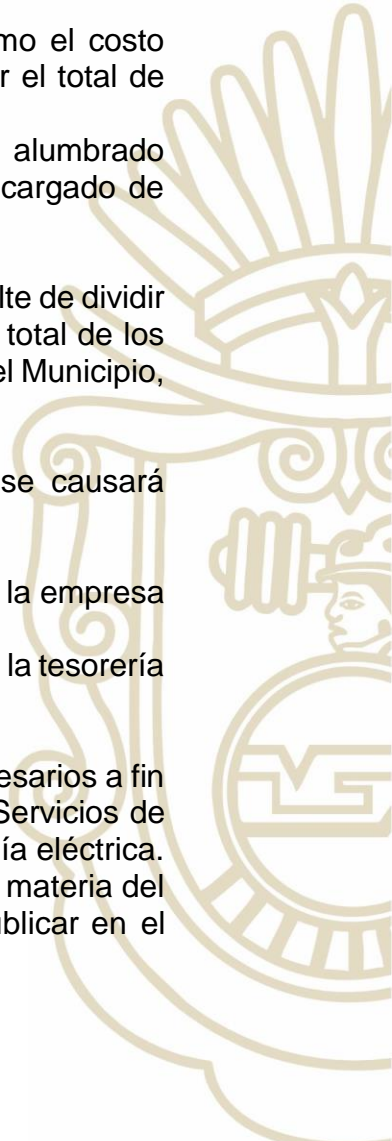 mo el costo
r el total de
alumbrado
cargado de
lte de dividir
total de los
el Municipio,
se causará
la empresa
la tesorería
esarios a fin
Servicios de
ía eléctrica.
materia del
ublicar en el